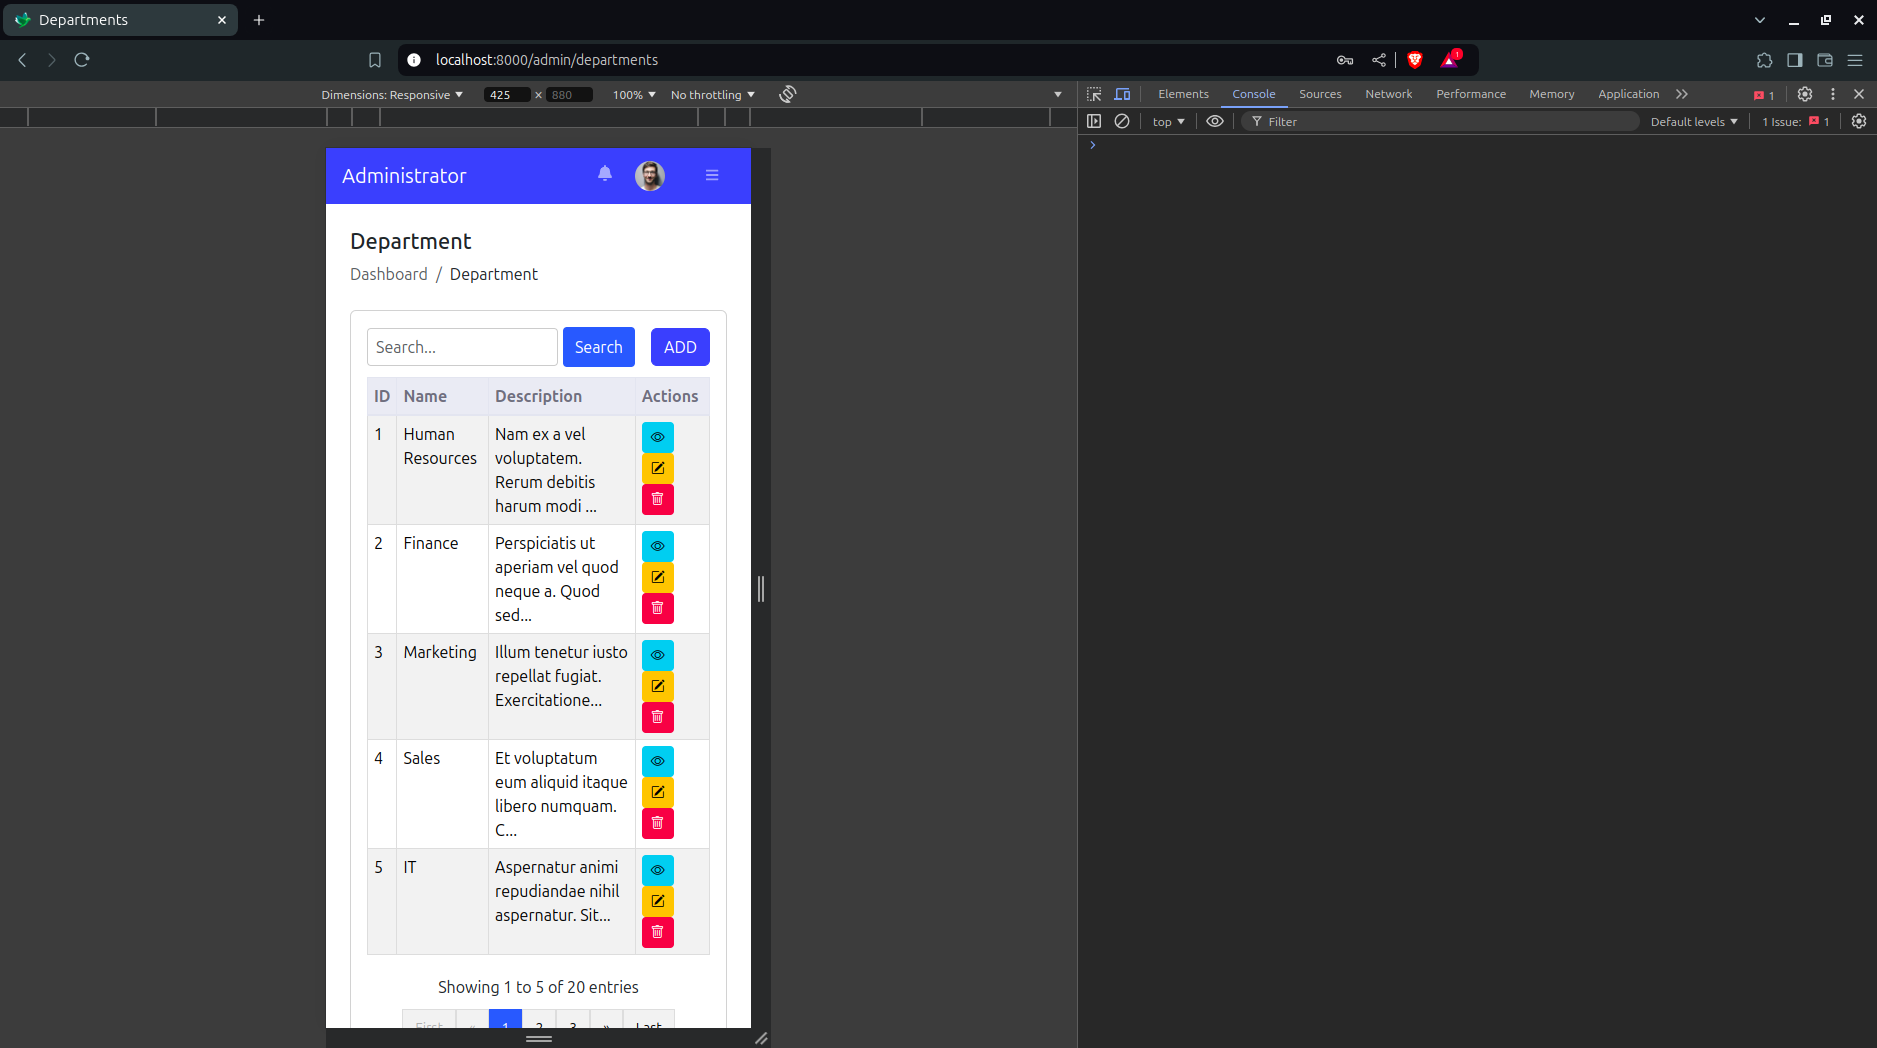 Departments
localhost:8000/admin/departments
1
Dimensions: Responsive 425 × 880 100% No throttling
Elements Console Sources Network Performance Memory Application 1
top Filter Default levels 1 Issue: 1
Administrator
Department
Dashboard / Department
Search... Search ADD
ID Name Description Actions
1 Human Resources Nam ex a vel
voluptatem.
Rerum debitis
harum modi ...
2 Finance Perspiciatis ut
aperiam vel quod
neque a. Quod
sed...
3 Marketing Illum tenetur iusto
repellat fugiat.
Exercitatione...
4 Sales Et voluptatum
eum aliquid itaque
libero numquam.
C...
5 IT Aspernatur animi
repudiandae nihil
aspernatur. Sit...
Showing 1 to 5 of 20 entries
First « 1 2 3 » Last